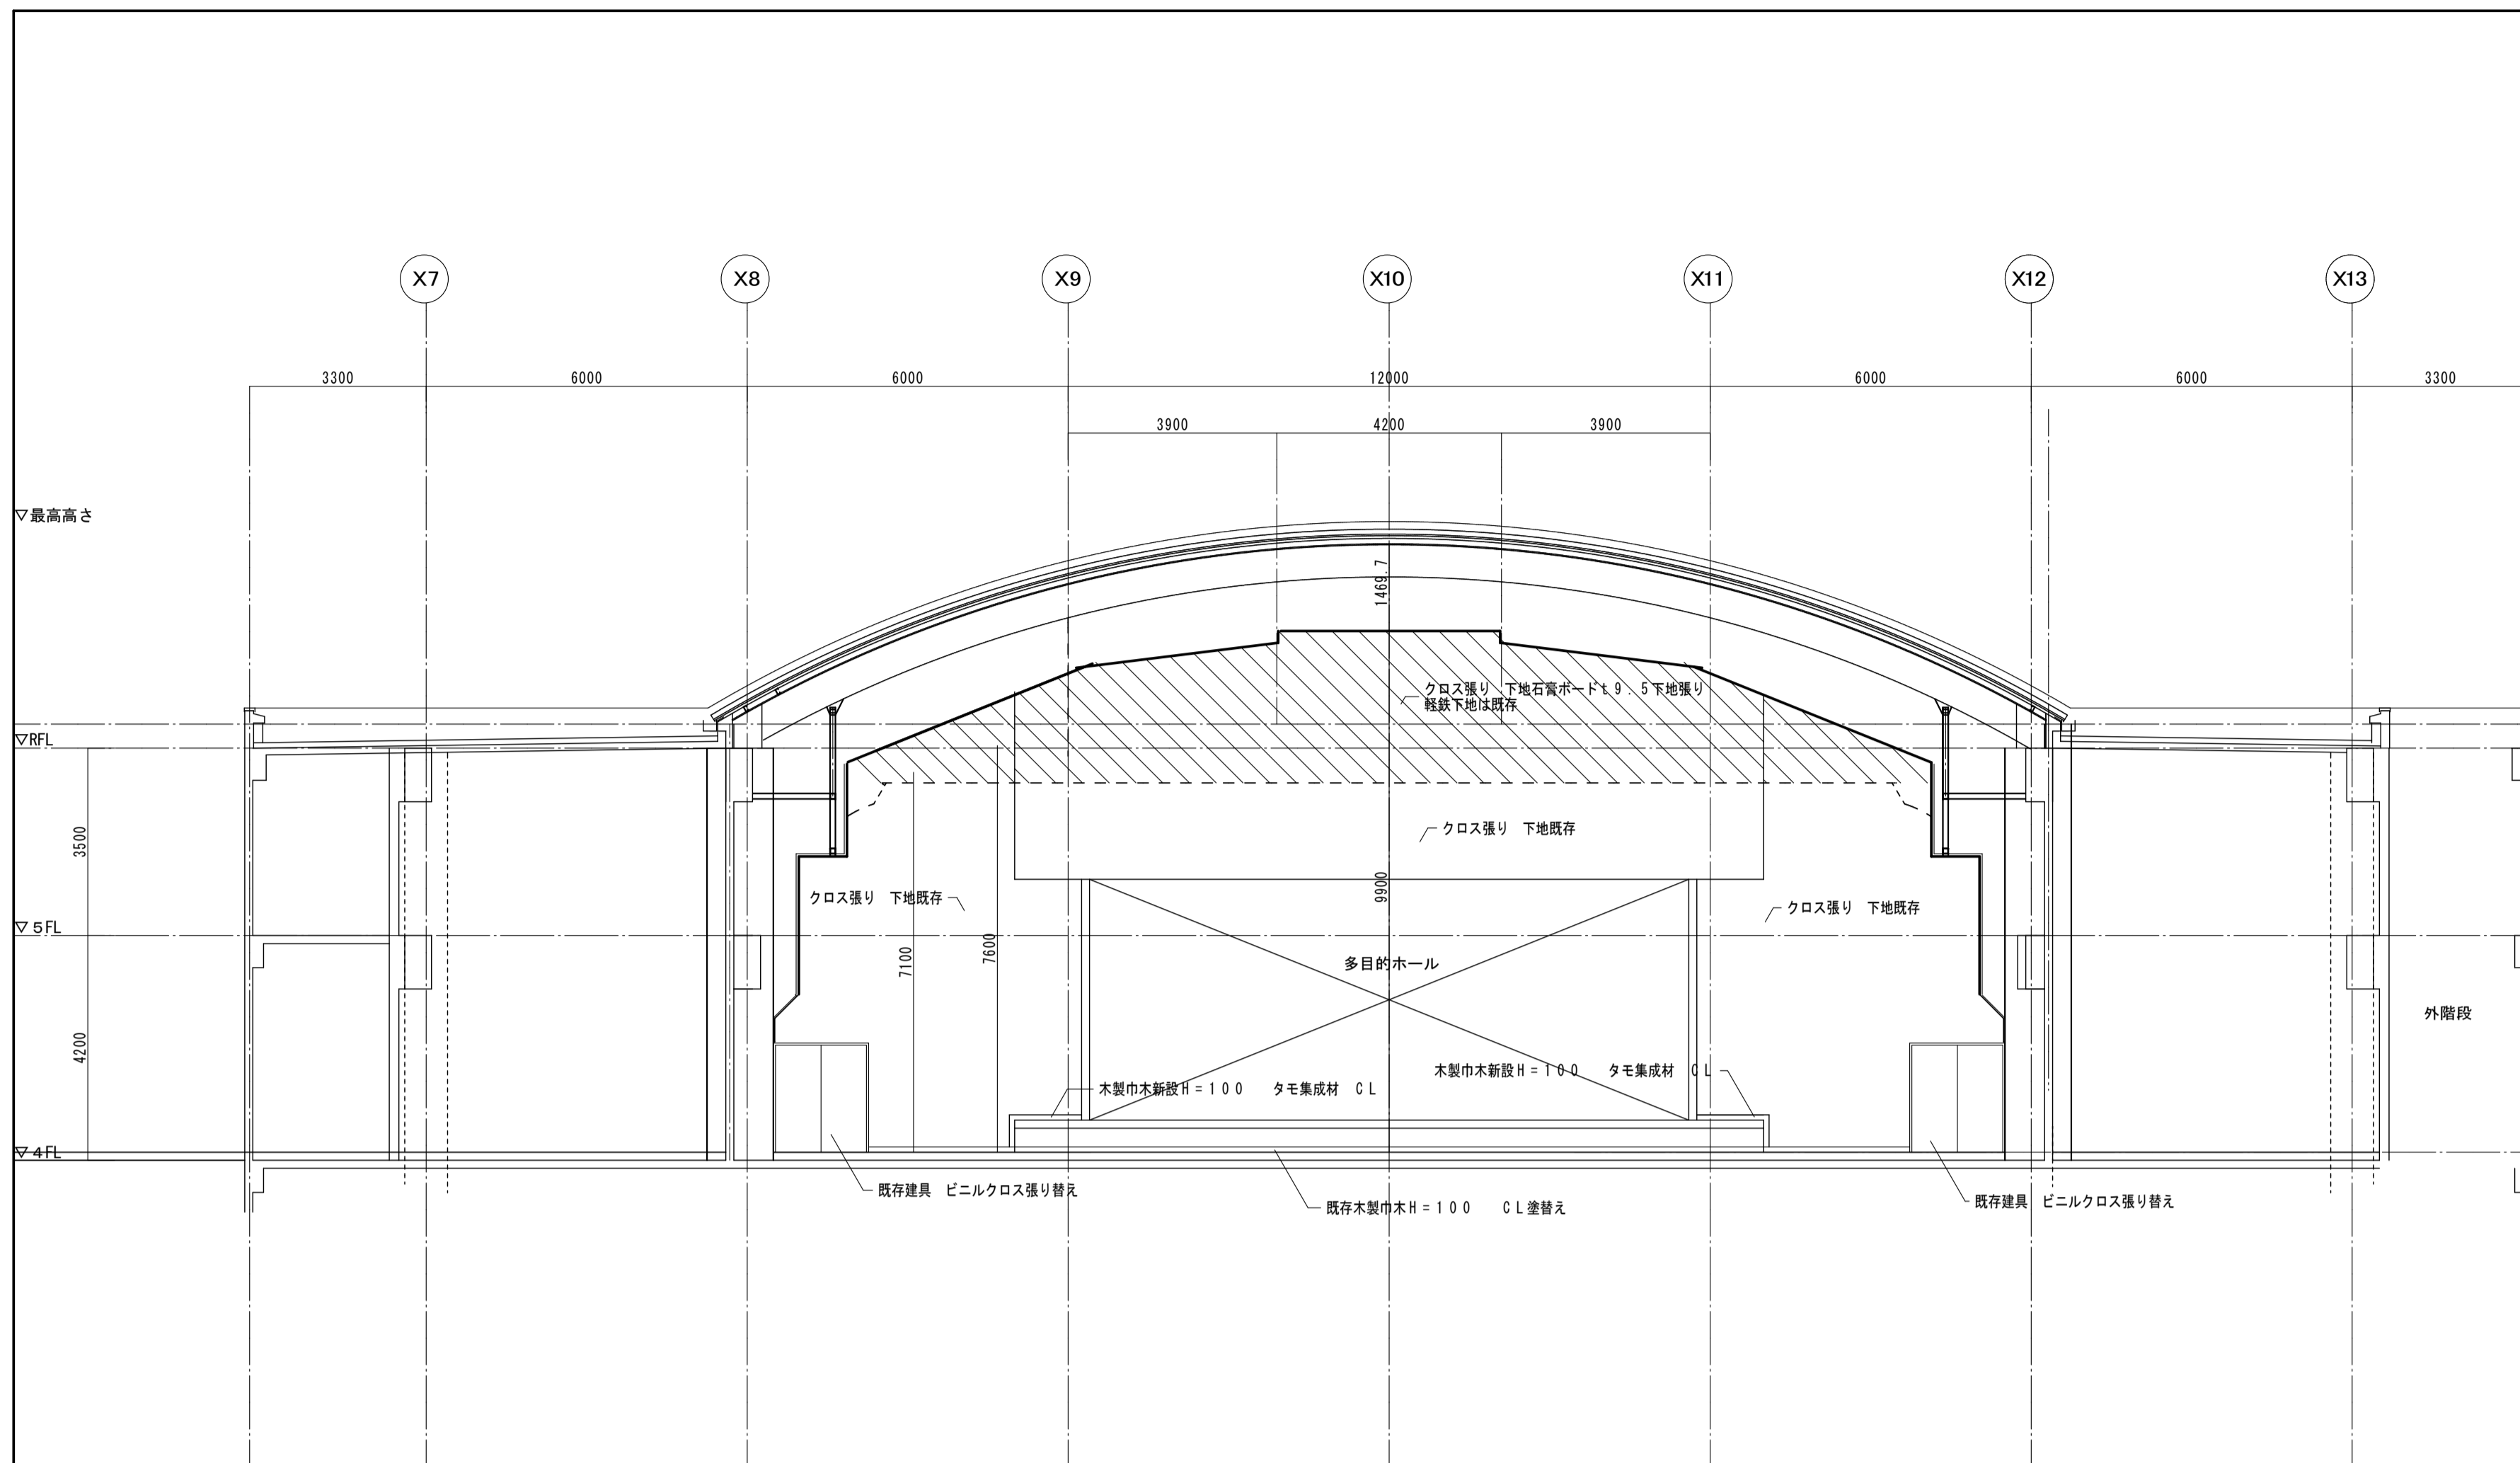 X7
X8
X9
X10
X11
X12
X13
3300
6000
6000
12000
6000
6000
3300
3900
4200
3900
▽最高高さ
1469.7
クロス張り 下地石膏ボードｔ９．５下地張り
軽鉄下地は既存
▽RFL
3500
クロス張り　下地既存
クロス張り　下地既存
9900
クロス張り　下地既存
▽５FL
7100
7600
多目的ホール
外階段
4200
木製巾木新設Ｈ＝１００　　タモ集成材　ＣＬ
木製巾木新設Ｈ＝１００　　タモ集成材　ＣＬ
▽４FL
既存建具　ビニルクロス張り替え
既存木製巾木Ｈ＝１００　　ＣＬ塗替え
既存建具　ビニルクロス張り替え